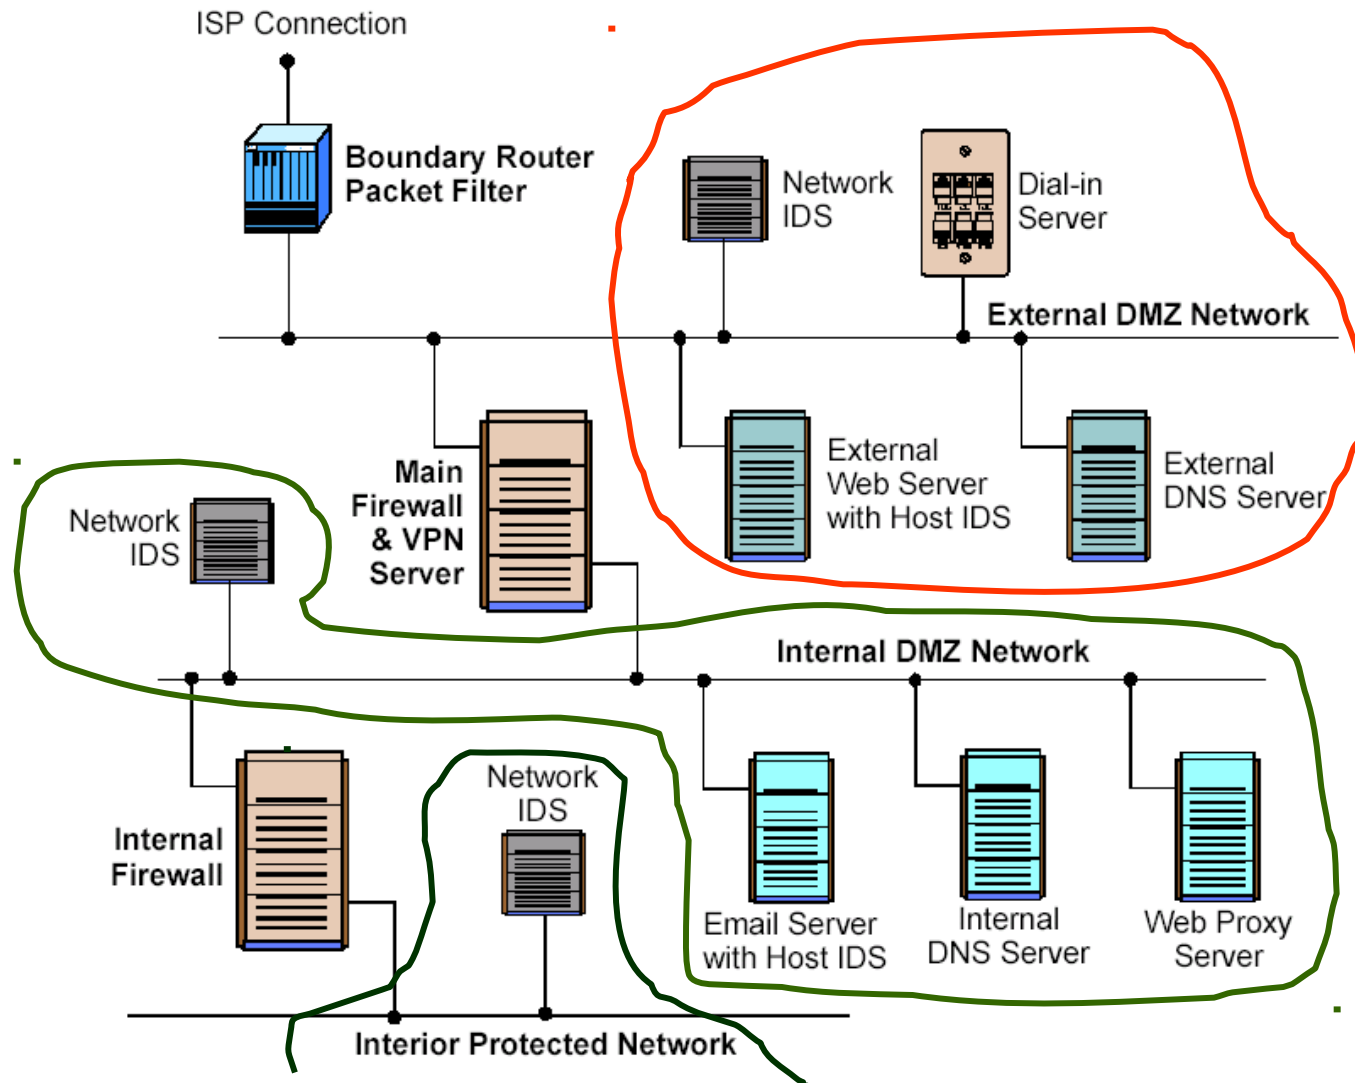 ISP Connection
Boundary Router
Packet Filter
Network
IDS
Dial-in
Server
External DMZ Network
Main
Firewall
& VPN
Server
External
Web Server
with Host IDS
External
DNS Server
Network
IDS
Internal DMZ Network
Internal
Firewall
Network
IDS
Email Server
with Host IDS
Internal
DNS Server
Web Proxy
Server
Interior Protected Network